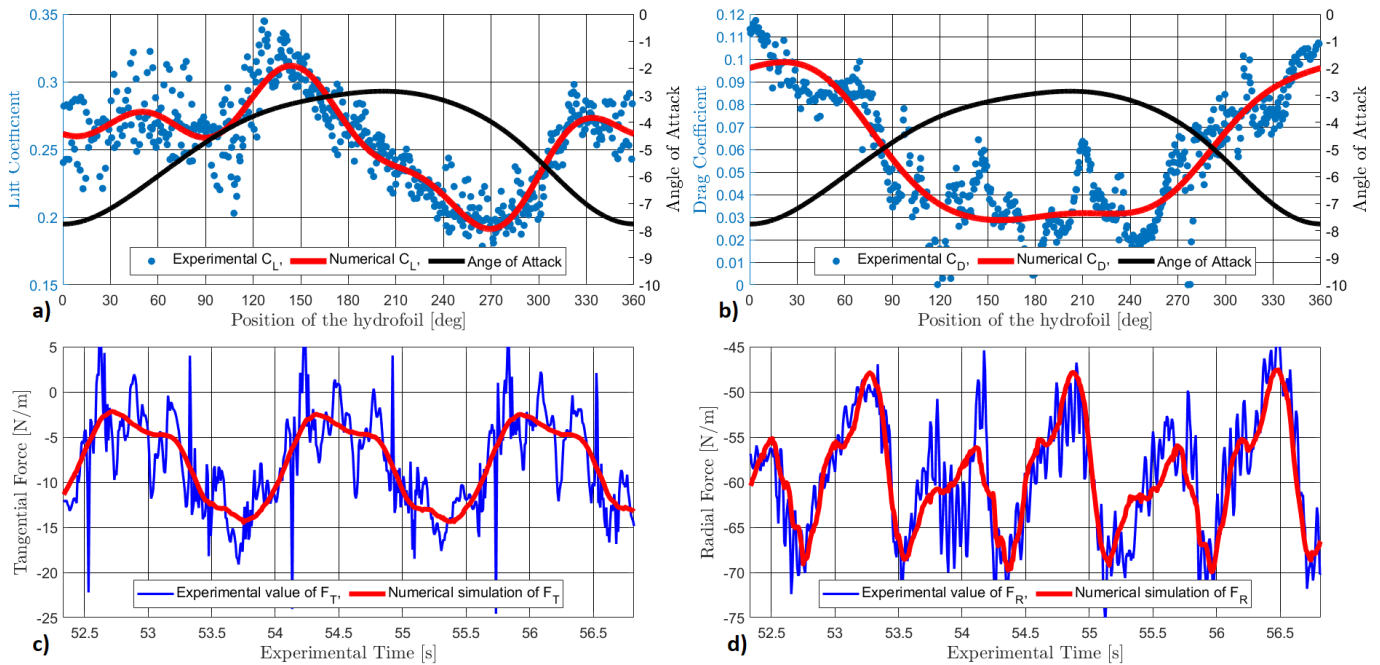 0.35
0.3
0.25
0.2
0.15
Lift Coefficient
0
-1
-2
-3
-4
-5
-6
-7
-8
-9
-10
Angle of Attack
Experimental C_L, Numerical C_L, Ange of Attack
0 30 60 90 120 150 180 210 240 270 300 330 360
a)
Position of the hydrofoil [deg]
0.12
0.11
0.1
0.09
0.08
0.07
0.06
0.05
0.04
0.03
0.02
0.01
0
Drag Coefficient
0
-1
-2
-3
-4
-5
-6
-7
-8
-9
-10
Angle of Attack
Experimental C_D, Numerical C_D, Angle of Attack
0 30 60 90 120 150 180 210 240 270 300 330 360
b)
Position of the hydrofoil [deg]
5
0
-5
-10
-15
-20
-25
Tangential Force [N/m]
Experimental value of F_T, Numerical simulation of F_T
52.5 53 53.5 54 54.5 55 55.5 56 56.5
c)
Experimental Time [s]
-45
-50
-55
-60
-65
-70
-75
Radial Force [N/m]
Experimental value of F_R, Numerical simulation of F_R
52.5 53 53.5 54 54.5 55 55.5 56 56.5
d)
Experimental Time [s]